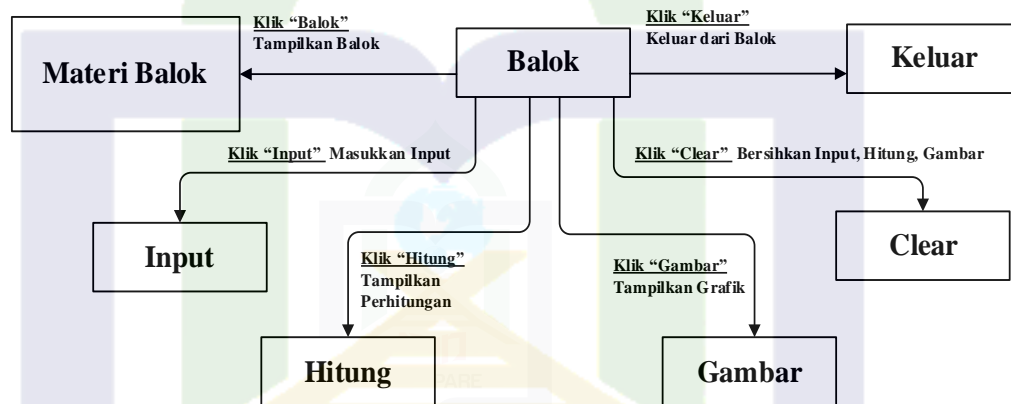 Klik “Balok”
Tampilkan Balok
Klik “Keluar”
Keluar dari Balok
Materi Balok
Balok
Keluar
Klik “Input” Masukkan Input
Klik “Clear” Bersihkan Input, Hitung, Gambar
Input
Clear
Klik “Hitung”
Tampilkan
Perhitungan
Klik “Gambar”
Tampilkan Grafik
Hitung
Gambar
PARE